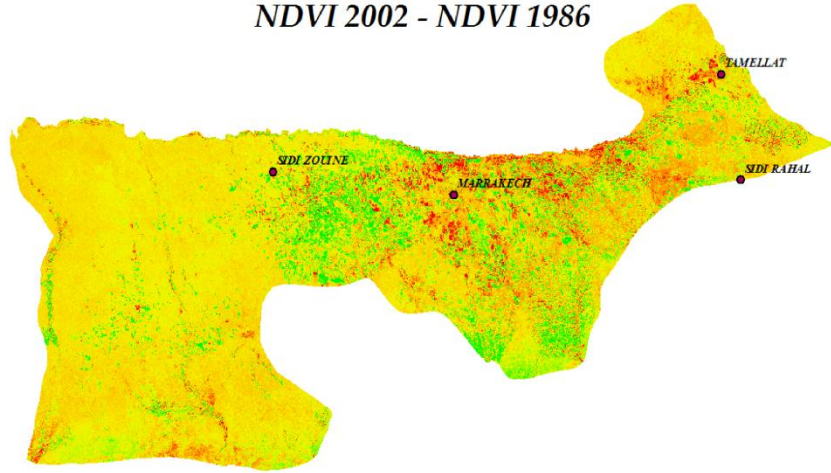 NDVI 2002 - NDVI 1986
TAMELLAT
SIDI ZOUINE
SIDI RAHAL
MARRAKECH